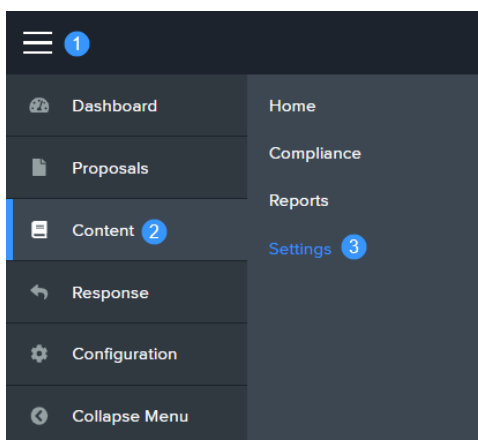 1
Dashboard
Proposals
Content 2
Response
Configuration
Collapse Menu
Home
Compliance
Reports
Settings 3